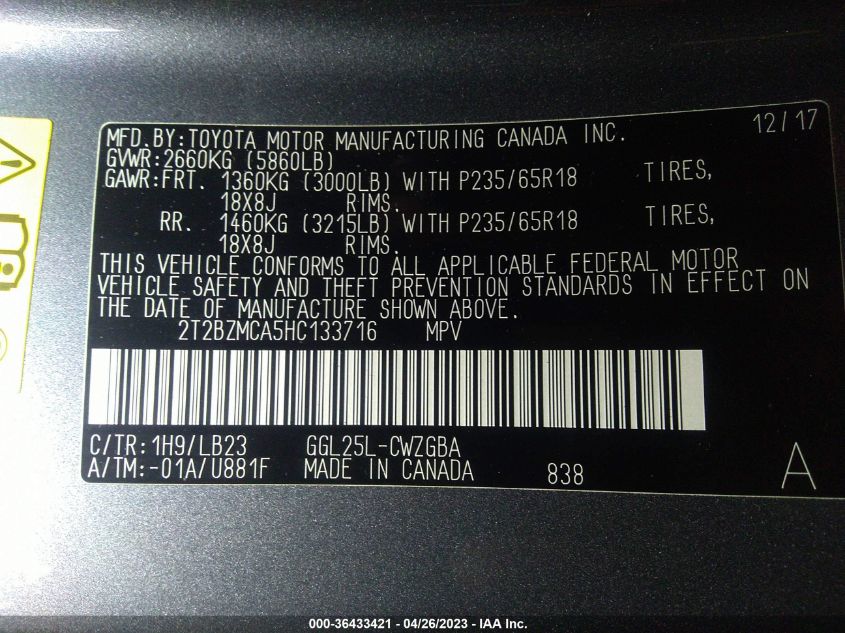 MFD.BY:TOYOTA MOTOR MANUFACTURING CANADA INC. 12/17
GVWR:2660KG (5860LB)
GAWR:FRT. 1360KG (3000LB) WITH P235/65R18 TIRES,
18X8J RIMS.
RR. 1460KG (3215LB) WITH P235/65R18 TIRES,
18X8J RIMS.
THIS VEHICLE CONFORMS TO ALL APPLICABLE FEDERAL MOTOR
VEHICLE SAFETY AND THEFT PREVENTION STANDARDS IN EFFECT ON
THE DATE OF MANUFACTURE SHOWN ABOVE.
2T2BZMCA5HC133716 MPV
C/TR:1H9/LB23 GGL25L-CWZGBA
A/TM:-01A/U881F MADE IN CANADA 838 A
000-36433421 - 04/26/2023 - IAA Inc.